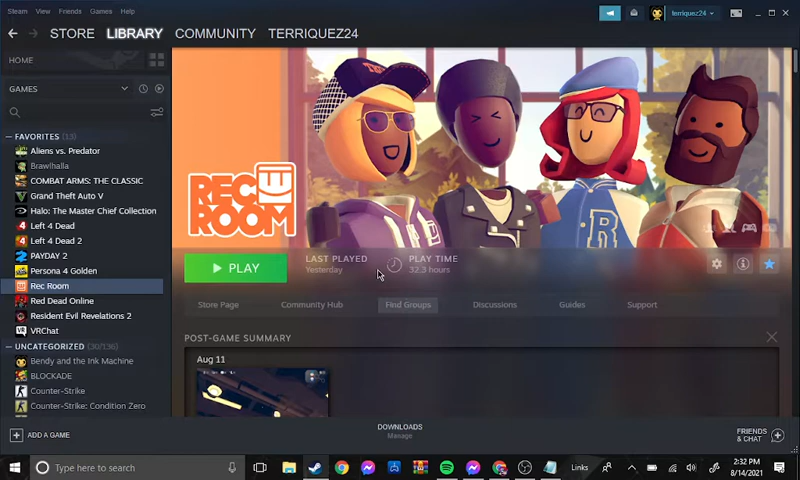 Steam View Friends Games Help
terriquez24
STORE LIBRARY COMMUNITY TERRIQUEZ24
HOME
GAMES
FAVORITES (13)
Aliens vs. Predator
Brawlhalla
COMBAT ARMS: THE CLASSIC
Grand Theft Auto V
Halo: The Master Chief Collection
Left 4 Dead
Left 4 Dead 2
PAYDAY 2
Persona 4 Golden
Rec Room
Red Dead Online
Resident Evil Revelations 2
VRChat
UNCATEGORIZED (30/136)
Bendy and the Ink Machine
BLOCKADE
Counter-Strike
Counter-Strike: Condition Zero
REC ROOM
R
PLAY
LAST PLAYED
Yesterday
PLAY TIME
32.3 hours
Store Page Community Hub Find Groups Discussions Guides Support
POST-GAME SUMMARY
Aug 11
ADD A GAME
DOWNLOADS
Manage
FRIENDS
& CHAT
Type here to search
Links
2:32 PM
8/14/2021